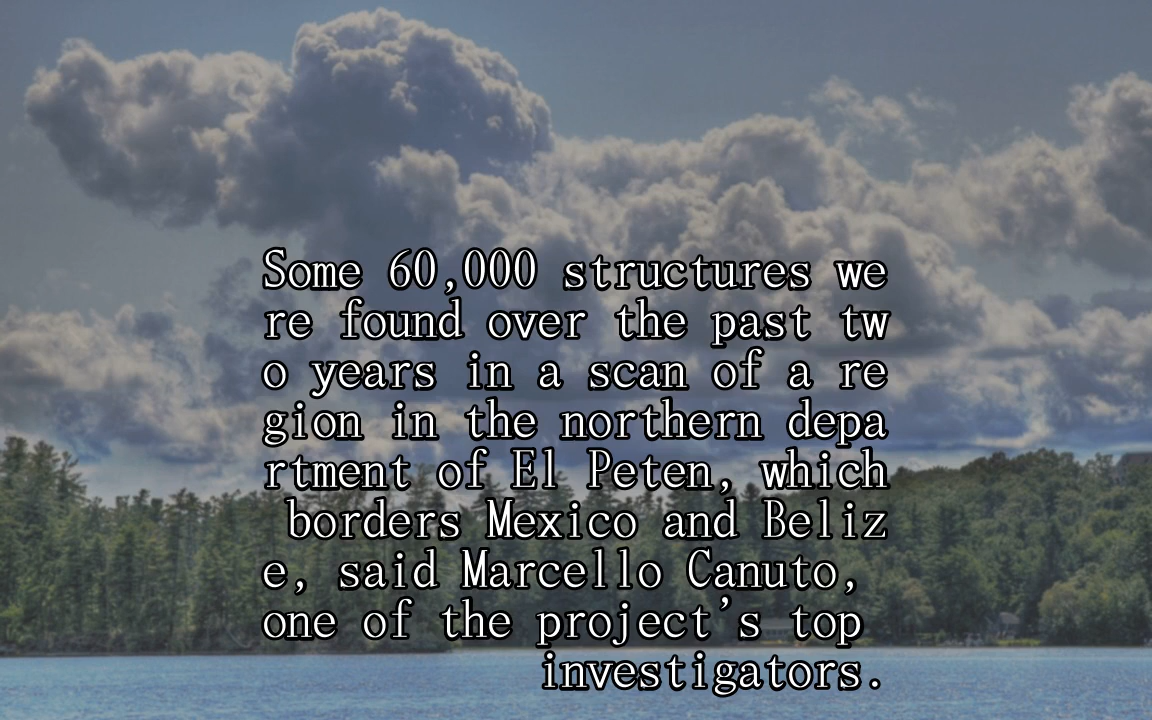 Some 60,000 structures we
re found over the past tw
o years in a scan of a re
gion in the northern depa
rtment of El Peten, which
borders Mexico and Beliz
e, said Marcello Canuto,
one of the project's top
investigators.